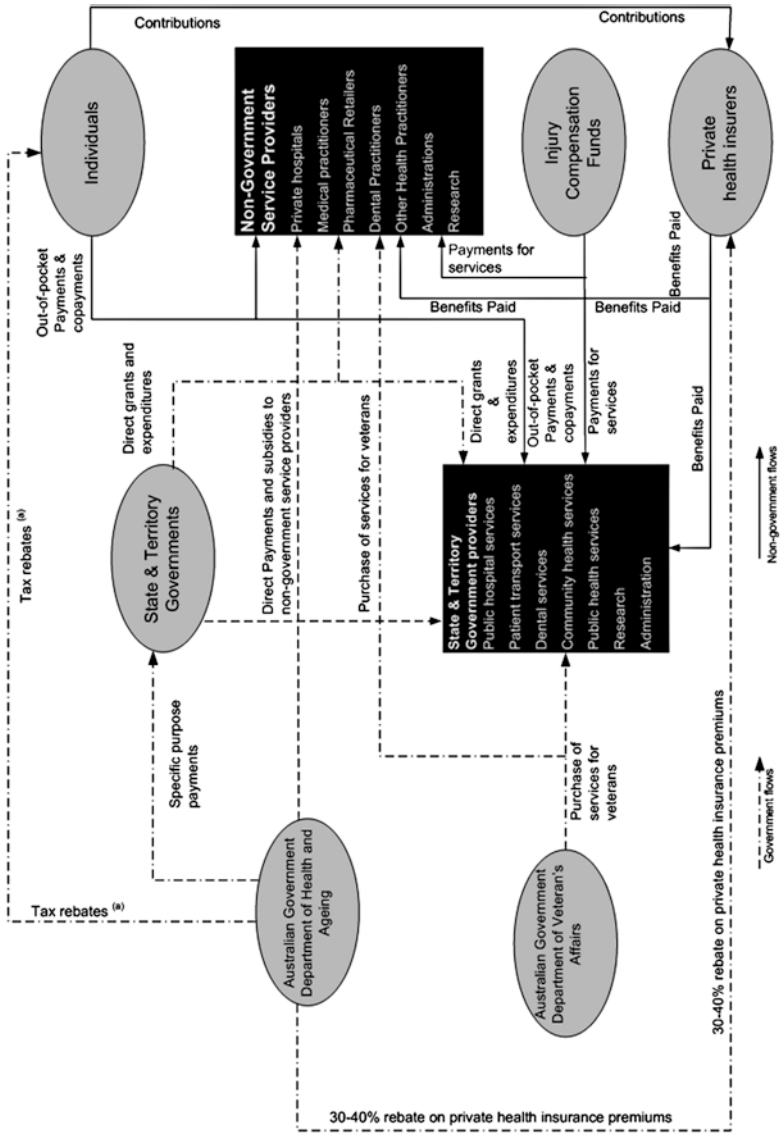 Tax rebates (a)
Tax rebates (a)
Contributions
Contributions
Individuals
Out-of-pocket
Payments &
copayments
State & Territory
Governments
Direct grants and
expenditures
Specific purpose
payments
Australian Government
Department of Health and
Ageing
Non-Government
Service Providers
Private hospitals
Medical practitioners
Pharmaceutical Retailers
Dental Practitioners
Other Health Practitioners
Administrations
Research
Direct Payments and subsidies to
non-government service providers
Purchase of services for veterans
Payments for
services
Benefits Paid
Benefits Paid
Benefits Paid
Injury
Compensation
Funds
Direct grants
&
expenditures
Out-of-pocket
Payments &
copayments
Payments for
services
State & Territory
Government providers
Public hospital services
Patient transport services
Dental services
Community health services
Public health services
Research
Administration
Purchase of
services for
veterans
Australian Government
Department of Veteran's
Affairs
Private
health insurers
Benefits Paid
30-40% rebate on private health insurance premiums
30-40% rebate on private health insurance premiums
Government flows
Non-government flows